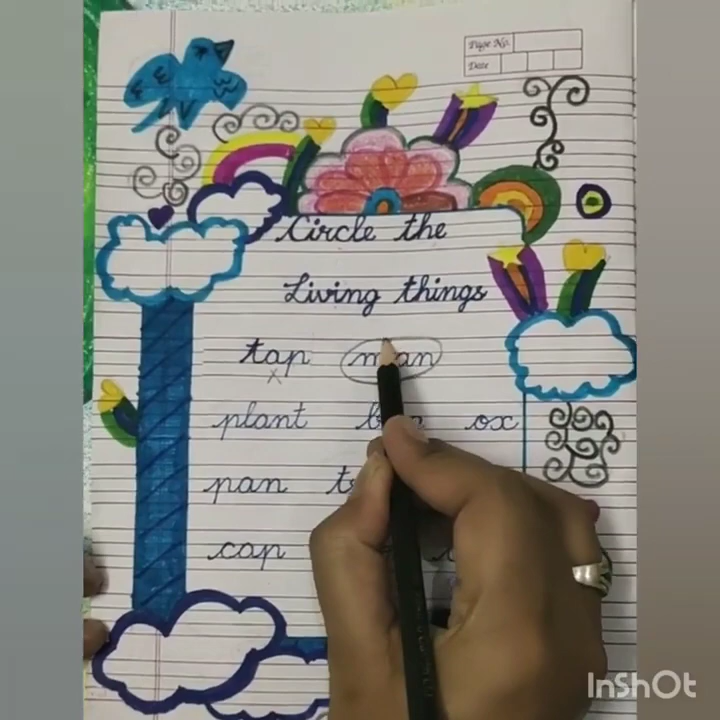 Page No.
Date
Circle the
Living things
tap man
plant ox
pan
cap
InShOt